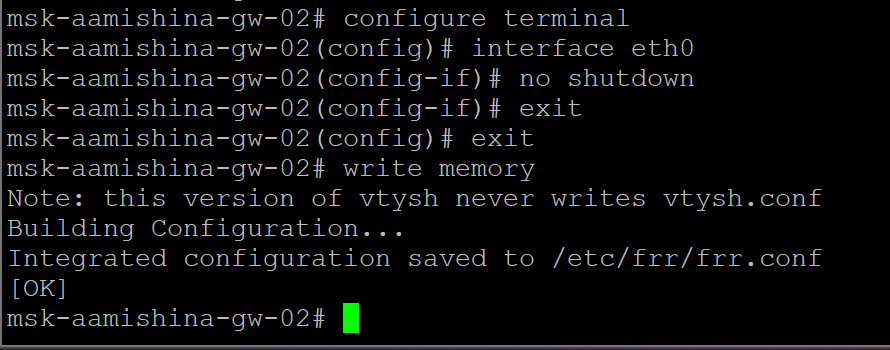 msk-aamishina-gw-02# configure terminal
msk-aamishina-gw-02(config)# interface eth0
msk-aamishina-gw-02(config-if)# no shutdown
msk-aamishina-gw-02(config-if)# exit
msk-aamishina-gw-02(config)# exit
msk-aamishina-gw-02# write memory
Note: this version of vtysh never writes vtysh.conf
Building Configuration...
Integrated configuration saved to /etc/frr/frr.conf
[OK]
msk-aamishina-gw-02#